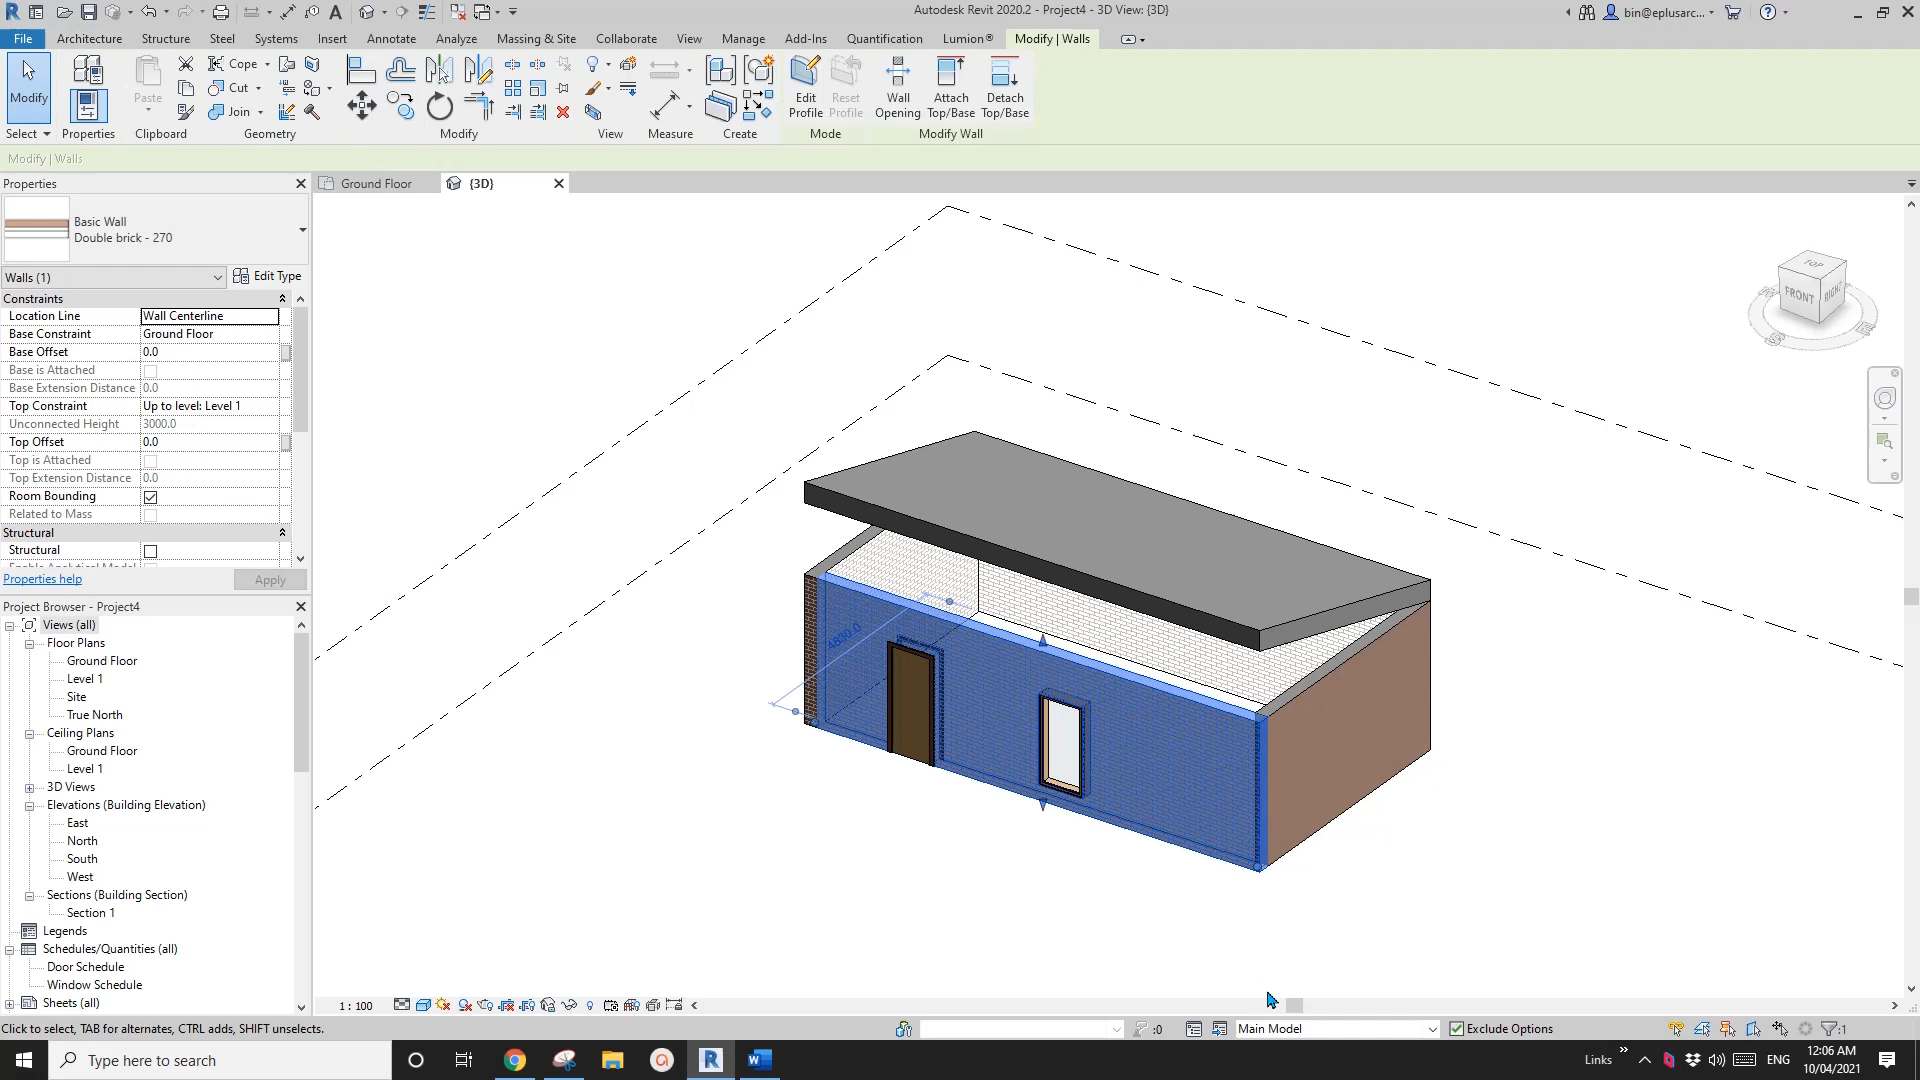 Autodesk Revit 2020.2 - Project4 - 3D View: {3D}
bin@eplusarc...
File Architecture Structure Steel Systems Insert Annotate Analyze Massing & Site Collaborate View Manage Add-Ins Quantification Lumion® Modify | Walls
Modify
Paste
Cope
Cut
Join
Edit Profile
Reset Profile
Wall Opening
Attach Top/Base
Detach Top/Base
Select Properties Clipboard Geometry Modify View Measure Create Mode Modify Wall
Modify | Walls
Properties
Ground Floor
{3D}
Basic Wall
Double brick - 270
Walls (1)
Edit Type
Constraints
Location Line Wall Centerline
Base Constraint Ground Floor
Base Offset 0.0
Base is Attached
Base Extension Distance 0.0
Top Constraint Up to level: Level 1
Unconnected Height 3000.0
Top Offset 0.0
Top is Attached
Top Extension Distance 0.0
Room Bounding
Related to Mass
Structural
Structural
Enable Analytical Model
Properties help
Apply
Project Browser - Project4
Views (all)
Floor Plans
Ground Floor
Level 1
Site
True North
Ceiling Plans
Ground Floor
Level 1
3D Views
Elevations (Building Elevation)
East
North
South
West
Sections (Building Section)
Section 1
Legends
Schedules/Quantities (all)
Door Schedule
Window Schedule
Sheets (all)
4830.0
TOP
FRONT
RIGHT
S
E
1 : 100
Click to select, TAB for alternates, CTRL adds, SHIFT unselects.
:0
Main Model
Exclude Options
:1
Type here to search
Links
ENG
12:06 AM
10/04/2021